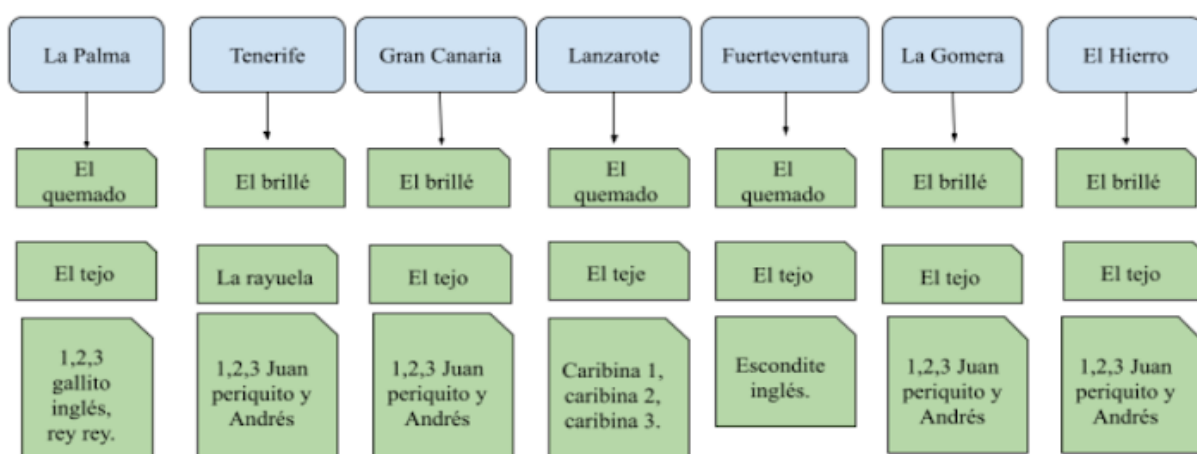 La Palma
Tenerife
Gran Canaria
Lanzarote
Fuerteventura
La Gomera
El Hierro
El
quemado
El brillé
El brillé
El
quemado
El
quemado
El brillé
El brillé
El tejo
La rayuela
El tejo
El teje
El tejo
El tejo
El tejo
1,2,3
gallito
inglés,
rey rey.
1,2,3 Juan
periquito y
Andrés
1,2,3 Juan
periquito y
Andrés
Caribina 1,
caribina 2,
caribina 3.
Escondite
inglés.
1,2,3 Juan
periquito y
Andrés
1,2,3 Juan
periquito y
Andrés